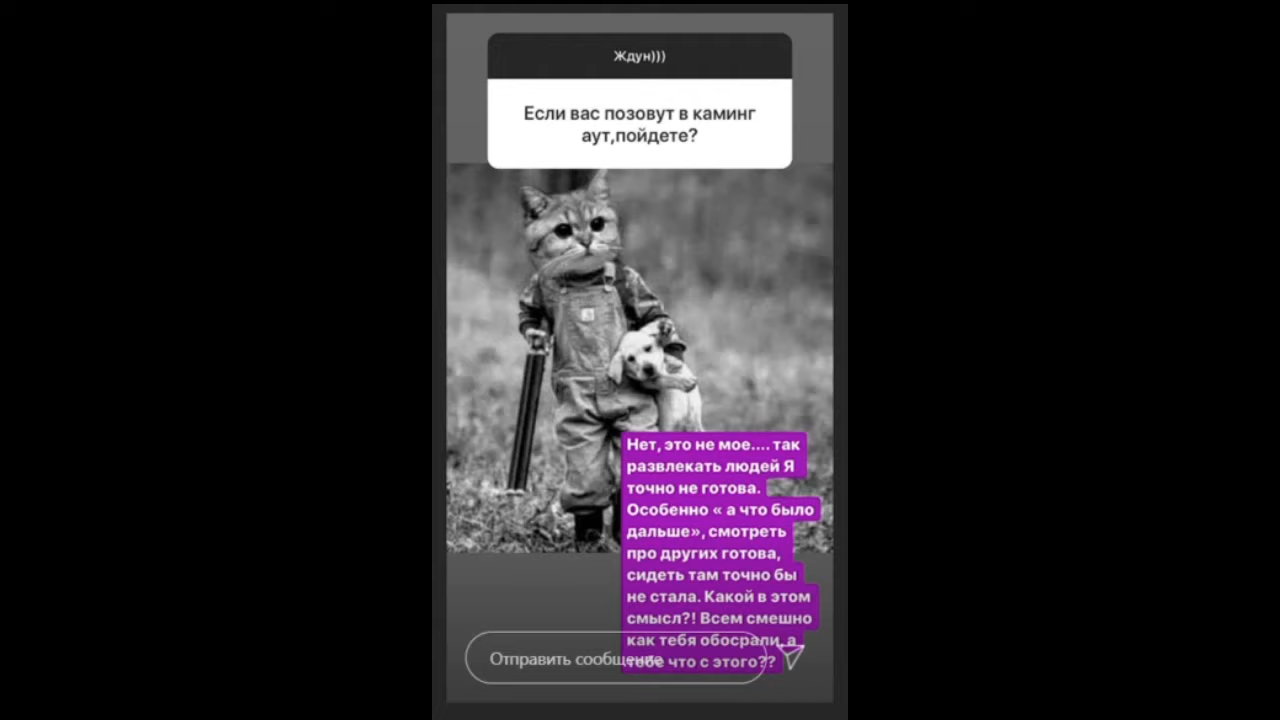 Ждун)))
Если вас позовут в каминг
аут,пойдете?
Нет, это не мое.... так
развлекать людей Я
точно не готова.
Особенно « а что было
дальше», смотреть
про других готова,
сидеть там точно бы
не стала. Какой в этом
смысл?! Всем смешно
как тебя обосрали, а
тебе что с этого??
Отправить сообщение